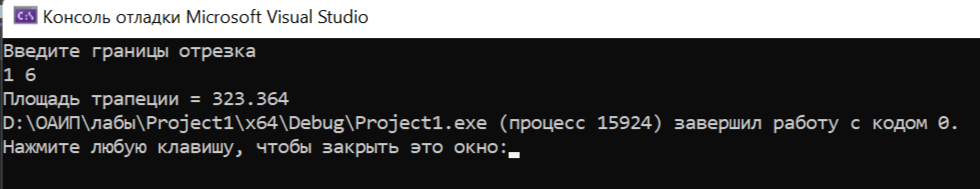 Консоль отладки Microsoft Visual Studio
Введите границы отрезка
1 6
Площадь трапеции = 323.364
D:\ОАИП\лабы\Project1\x64\Debug\Project1.exe (процесс 15924) завершил работу с кодом 0.
Нажмите любую клавишу, чтобы закрыть это окно: